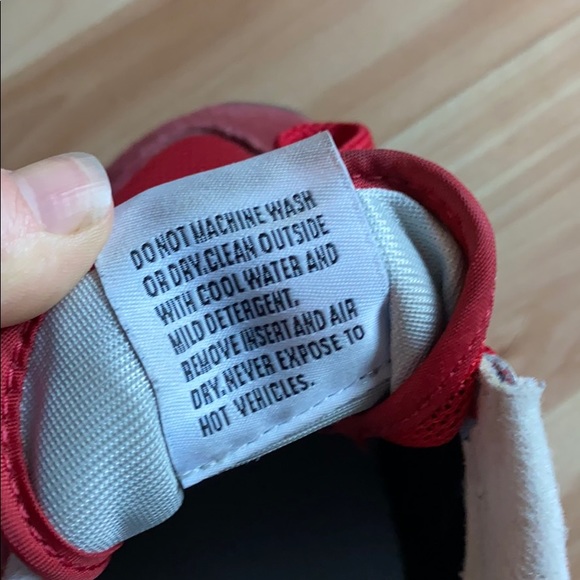 DO NOT MACHINE WASH
OR DRY.CLEAN OUTSIDE
WITH COOL WATER AND
MILD DETERGENT.
REMOVE INSERT AND AIR
DRY. NEVER EXPOSE TO
HOT VEHICLES.